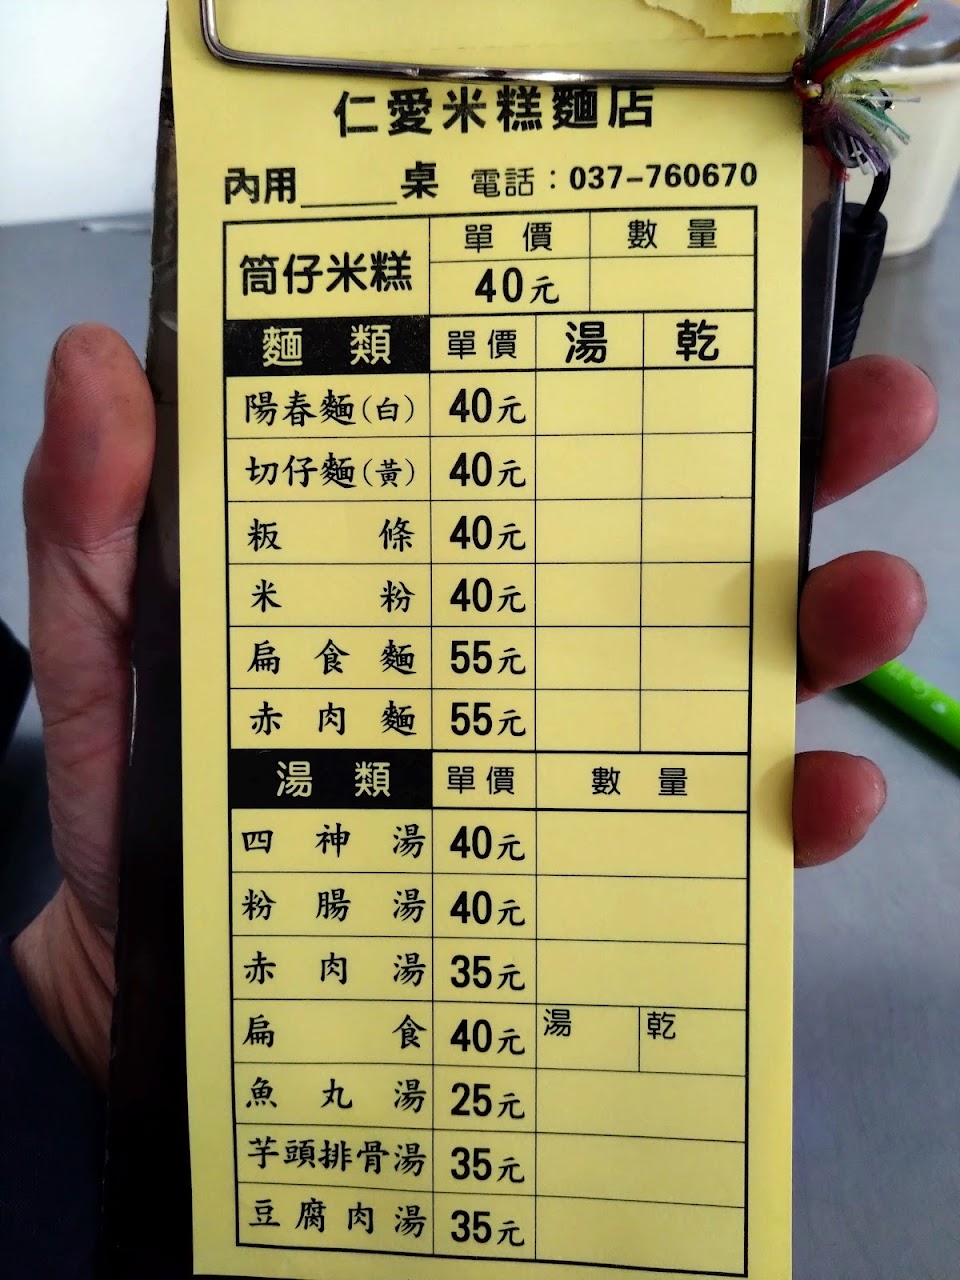 仁愛米糕麵店
內用_____桌 電話：037-760670
筒仔米糕 單價 數量
40元
麵類 單價 湯 乾
陽春麵(白) 40元
切仔麵(黃) 40元
粄條 40元
米粉 40元
扁食麵 55元
赤肉麵 55元
湯類 單價 數量
四神湯 40元
粉腸湯 40元
赤肉湯 35元
扁食 40元 湯 乾
魚丸湯 25元
芋頭排骨湯 35元
豆腐肉湯 35元